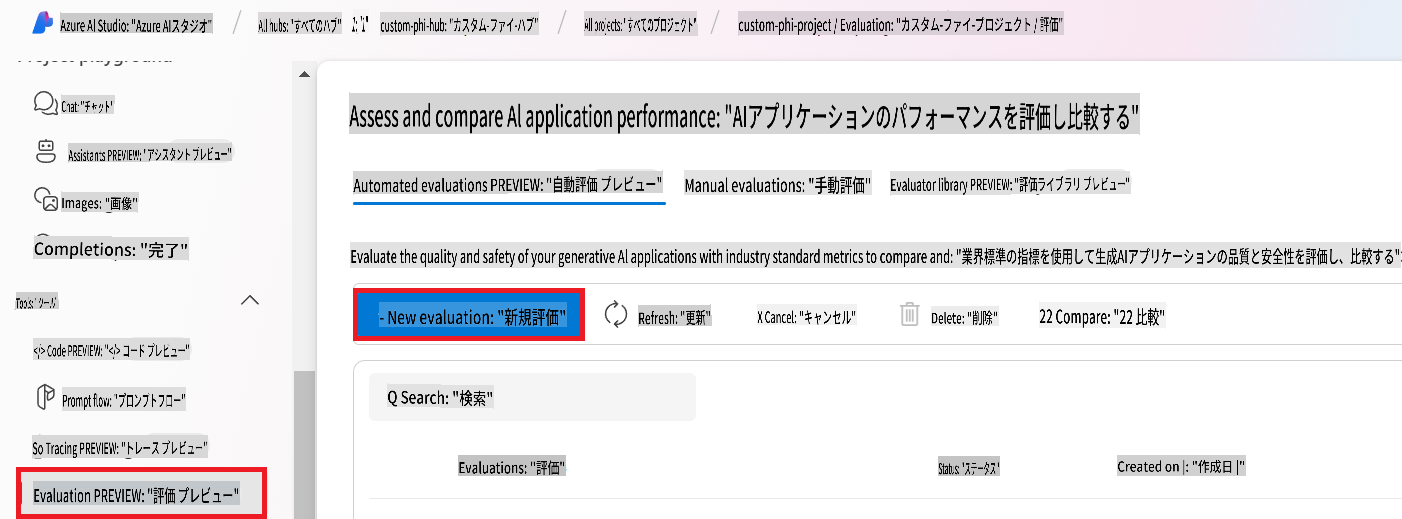 Azure AI Studio: "Azure AIスタジオ" / All hubs: "すべてのハブ" / custom-phi-hub: "カスタム-ファイ-ハブ" / All projects: "すべてのプロジェクト" / custom-phi-project / Evaluation: "カスタム-ファイ-プロジェクト / 評価"
Project playground
Chat: "チャット"
Assistants PREVIEW: "アシスタント プレビュー"
Images: "画像"
Completions: "完了"
Tools: "ツール
</> Code PREVIEW: "</> コード プレビュー"
Prompt flow: "プロンプト フロー"
So Tracing PREVIEW: "トレース プレビュー"
Evaluation PREVIEW: "評価 プレビュー"
Assess and compare Al application performance: "AIアプリケーションのパフォーマンスを評価し比較する"
Automated evaluations PREVIEW: "自動評価 プレビュー" Manual evaluations: "手動評価" Evaluator library PREVIEW: "評価ライブラリ プレビュー"
Evaluate the quality and safety of your generative Al applications with industry standard metrics to compare and: "業界標準の指標を使用して生成AIアプリケーションの品質と安全性を評価し、比較する"
- New evaluation: "新規評価" Refresh: "更新" X Cancel: "キャンセル" Delete: "削除" 22 Compare: "22 比較"
Q Search: "検索"
Evaluations: "評価" Status: "ステータス" Created on |: "作成日 |"